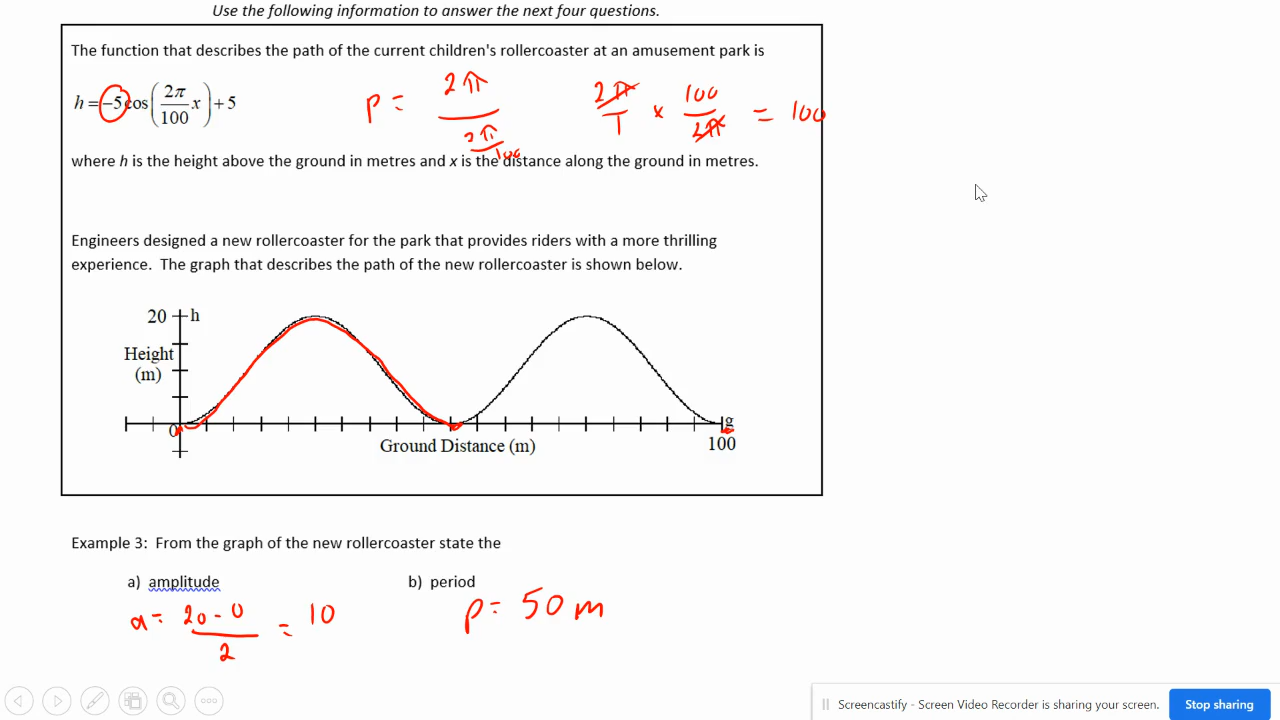 Use the following information to answer the next four questions.
The function that describes the path of the current children's rollercoaster at an amusement park is
h = -5cos(2π/100 x) + 5
P = 2π / (2π/100)
2π/1 × 100/2π = 100
where h is the height above the ground in metres and x is the distance along the ground in metres.
Engineers designed a new rollercoaster for the park that provides riders with a more thrilling
experience. The graph that describes the path of the new rollercoaster is shown below.
20 h
Height
(m)
0
g
Ground Distance (m)
100
Example 3: From the graph of the new rollercoaster state the
a) amplitude
b) period
a = (20 - 0)/2 = 10
P = 50 m
Screencastify - Screen Video Recorder is sharing your screen.
Stop sharing